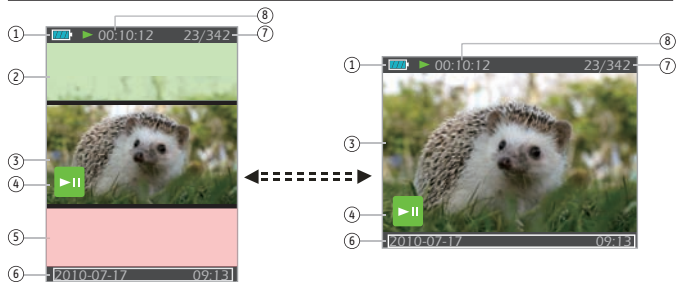 ⑧
① 00:10:12 23/342 ⑦
②
③
④
⑤
⑥ 2010-07-17 09:13
⑧
① 00:10:12 23/342 ⑦
③
④
⑥ 2010-07-17 09:13